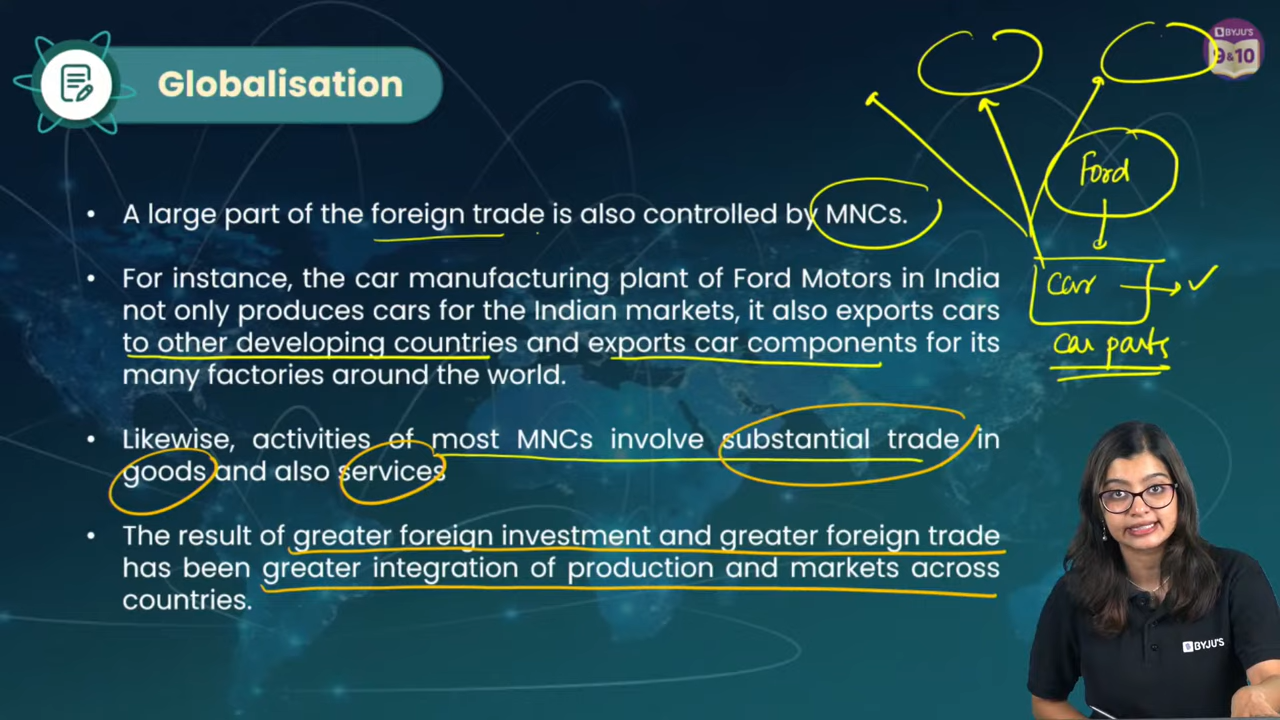 Globalisation
BYJU'S
9&10
Ford
• A large part of the foreign trade is also controlled by MNCs.
• For instance, the car manufacturing plant of Ford Motors in India
not only produces cars for the Indian markets, it also exports cars
to other developing countries and exports car components for its
many factories around the world.
car
car parts
• Likewise, activities of most MNCs involve substantial trade in
goods and also services
• The result of greater foreign investment and greater foreign trade
has been greater integration of production and markets across
countries.
BYJU'S